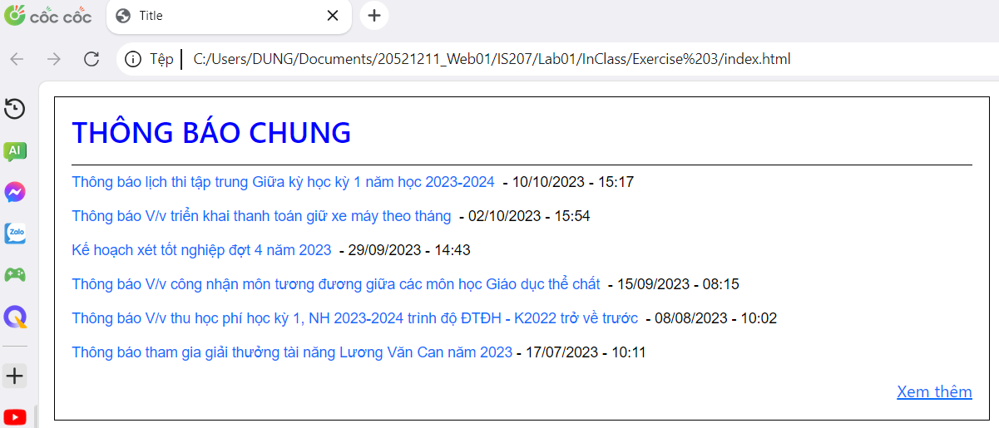 cốc cốc
Title
Tệp C:/Users/DUNG/Documents/20521211_Web01/IS207/Lab01/InClass/Exercise%203/index.html
AI
Zalo
THÔNG BÁO CHUNG
Thông báo lịch thi tập trung Giữa kỳ học kỳ 1 năm học 2023-2024 - 10/10/2023 - 15:17
Thông báo V/v triển khai thanh toán giữ xe máy theo tháng - 02/10/2023 - 15:54
Kế hoạch xét tốt nghiệp đợt 4 năm 2023 - 29/09/2023 - 14:43
Thông báo V/v công nhận môn tương đương giữa các môn học Giáo dục thể chất - 15/09/2023 - 08:15
Thông báo V/v thu học phí học kỳ 1, NH 2023-2024 trình độ ĐTĐH - K2022 trở về trước - 08/08/2023 - 10:02
Thông báo tham gia giải thưởng tài năng Lương Văn Can năm 2023 - 17/07/2023 - 10:11
Xem thêm